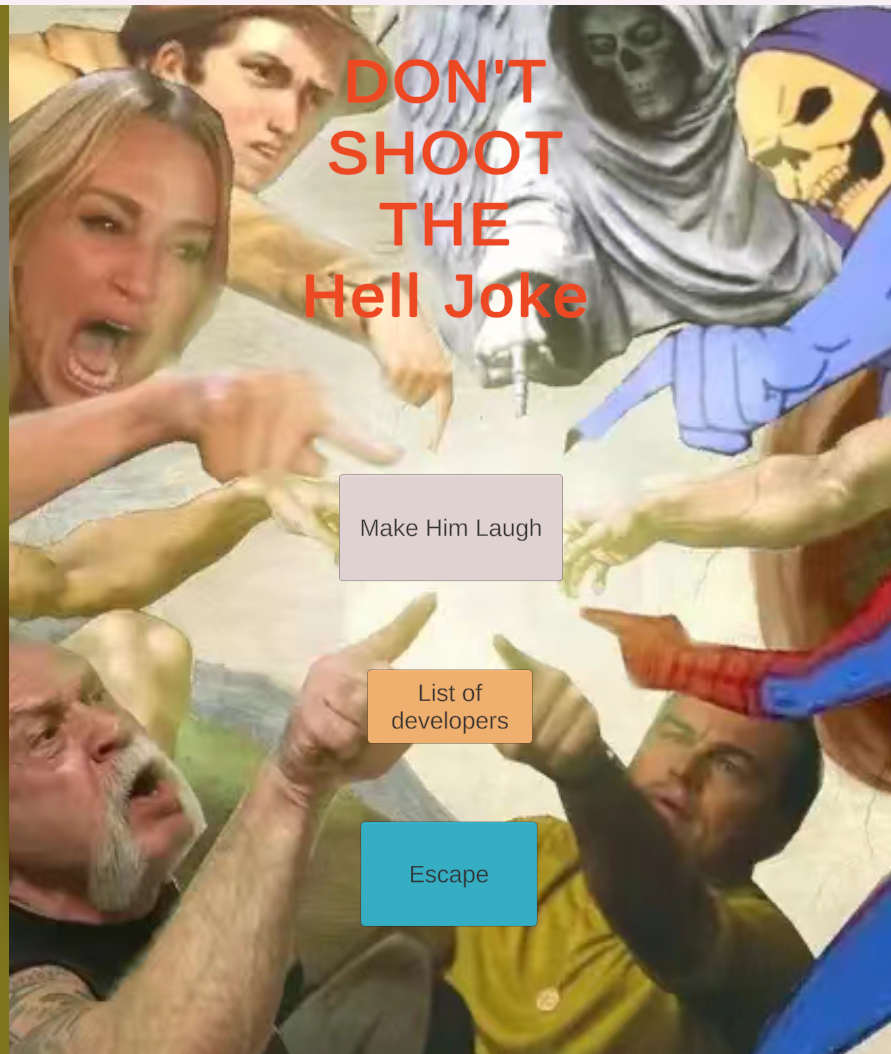 DON'T
SHOOT
THE
Hell Joke
Make Him Laugh
List of
developers
Escape